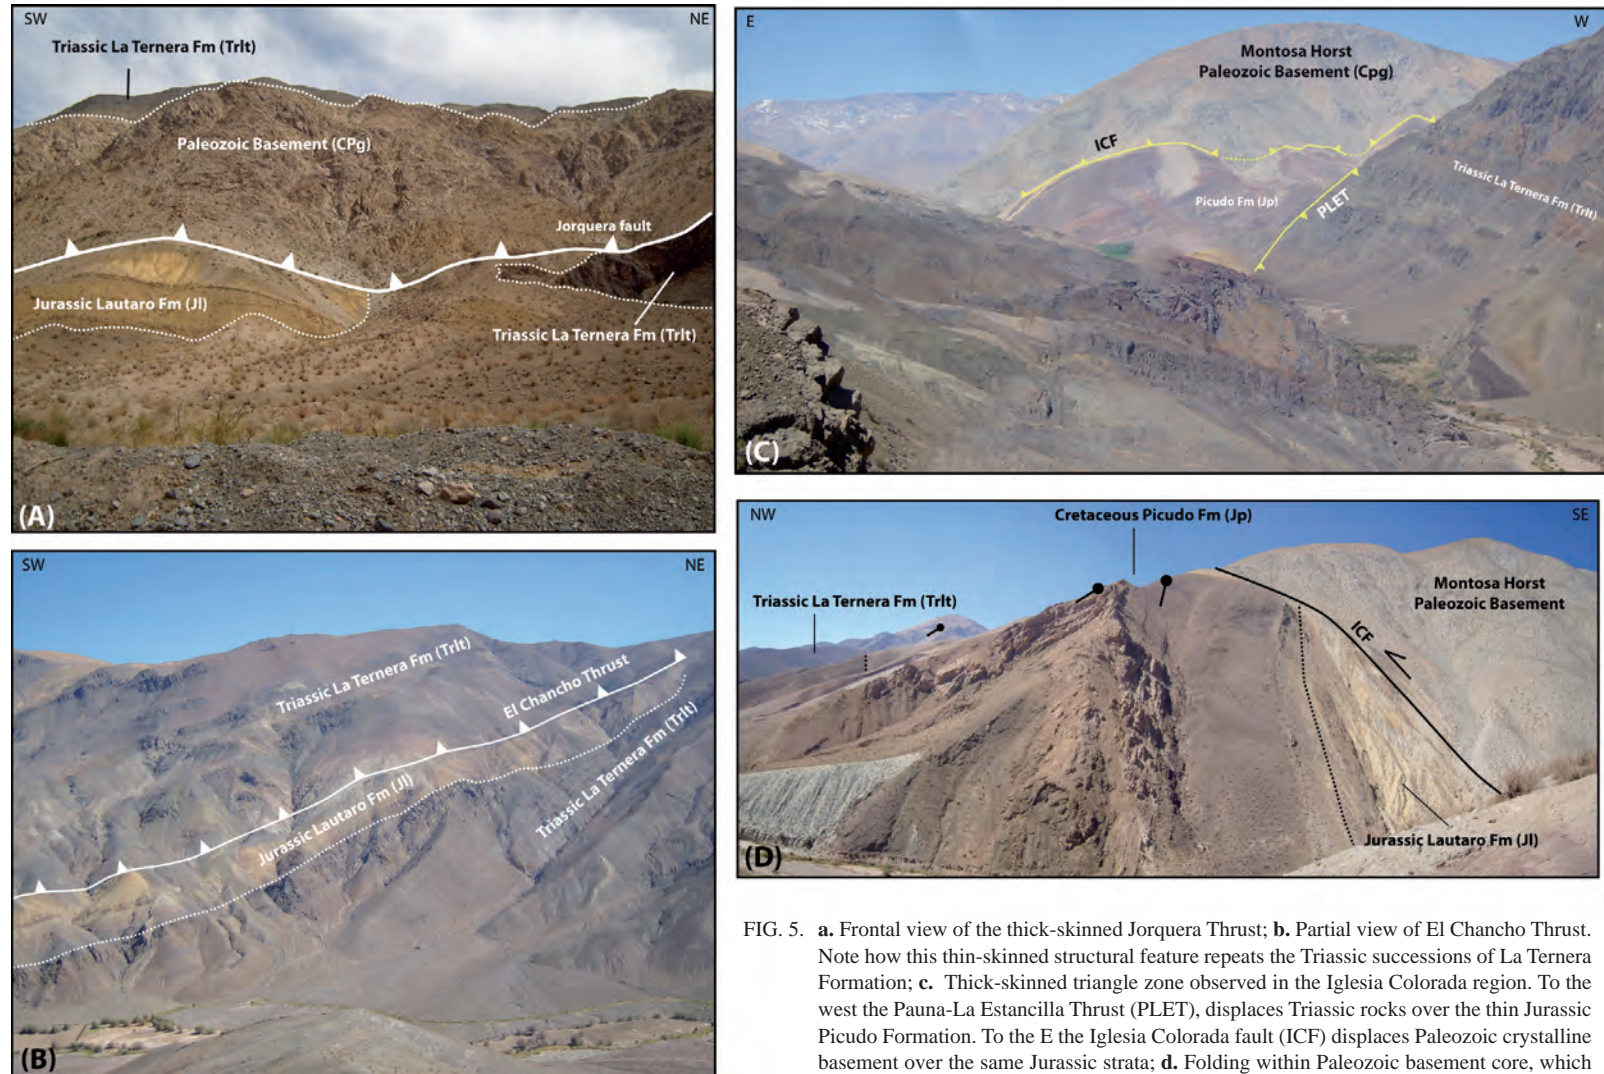 SW
NE
Triassic La Ternera Fm (Trlt)
Paleozoic Basement (CPg)
Jorquera fault
Jurassic Lautaro Fm (Jl)
Triassic La Ternera Fm (Trlt)
(A)
SW
NE
Triassic La Ternera Fm (Trlt)
El Chancho Thrust
Jurassic Lautaro Fm (Jl)
Triassic La Ternera Fm (Trlt)
(B)
E
W
Montosa Horst
Paleozoic Basement (Cpg)
ICF
Picudo Fm (Jp)
PLET
Triassic La Ternera Fm (Trlt)
(C)
NW
SE
Cretaceous Picudo Fm (Jp)
Triassic La Ternera Fm (Trlt)
Montosa Horst
Paleozoic Basement
ICF
Jurassic Lautaro Fm (Jl)
(D)
FIG. 5. a. Frontal view of the thick-skinned Jorquera Thrust; b. Partial view of El Chancho Thrust.
Note how this thin-skinned structural feature repeats the Triassic successions of La Ternera
Formation; c. Thick-skinned triangle zone observed in the Iglesia Colorada region. To the
west the Pauna-La Estancilla Thrust (PLET), displaces Triassic rocks over the thin Jurassic
Picudo Formation. To the E the Iglesia Colorada fault (ICF) displaces Paleozoic crystalline
basement over the same Jurassic strata; d. Folding within Paleozoic basement core, which